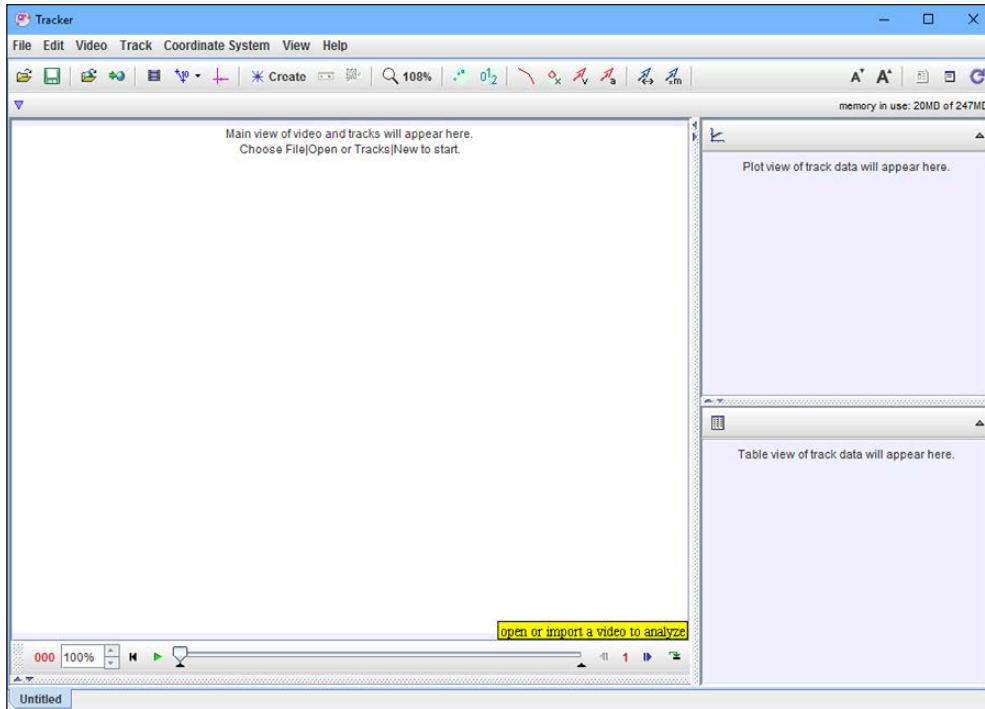 Tracker
File Edit Video Track Coordinate System View Help
Create 108% 0 1 2 x v a m A A
memory in use: 20MB of 247MB
Main view of video and tracks will appear here.
Choose File|Open or Tracks|New to start.
Plot view of track data will appear here.
Table view of track data will appear here.
open or import a video to analyze
000 100% 1
Untitled